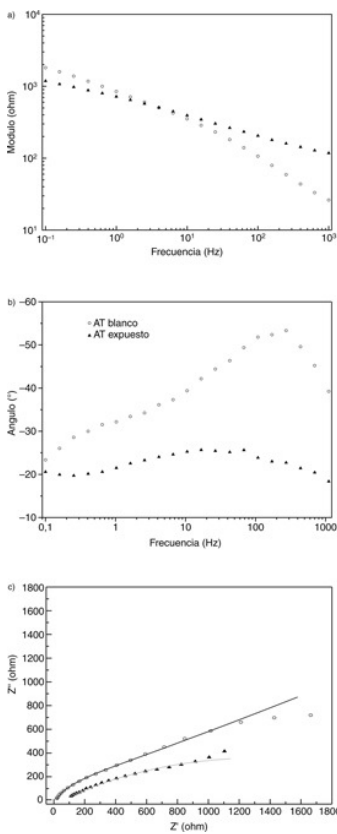 a)
10⁴
10³
10²
10¹
Modulo (ohm)
10⁻¹ 10⁰ 10¹ 10² 10³
Frecuencia (Hz)
b)
−60
−50
−40
−30
−20
−10
Angulo (°)
AT blanco
AT expuesto
0,1 1 10 100 1000
Frecuencia (Hz)
c)
1800
1600
1400
1200
1000
800
600
400
200
0
Z'' (ohm)
0 200 400 600 800 1000 1200 1400 1600 1800
Z' (ohm)